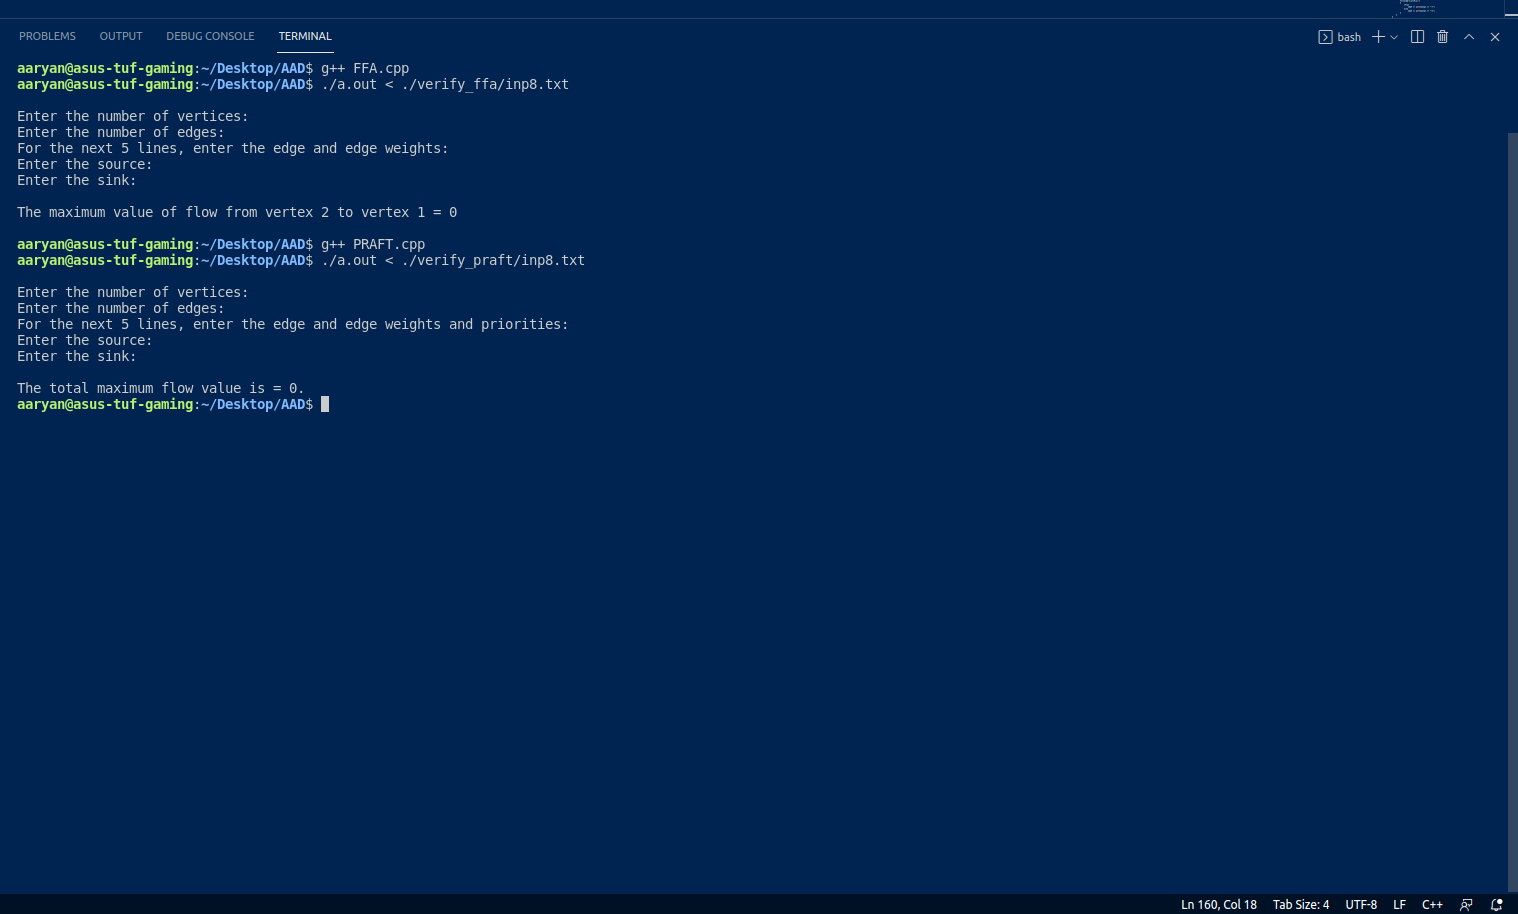 PROBLEMS OUTPUT DEBUG CONSOLE TERMINAL bash
aaryan@asus-tuf-gaming:~/Desktop/AAD$ g++ FFA.cpp
aaryan@asus-tuf-gaming:~/Desktop/AAD$ ./a.out < ./verify_ffa/inp8.txt
Enter the number of vertices:
Enter the number of edges:
For the next 5 lines, enter the edge and edge weights:
Enter the source:
Enter the sink:
The maximum value of flow from vertex 2 to vertex 1 = 0
aaryan@asus-tuf-gaming:~/Desktop/AAD$ g++ PRAFT.cpp
aaryan@asus-tuf-gaming:~/Desktop/AAD$ ./a.out < ./verify_praft/inp8.txt
Enter the number of vertices:
Enter the number of edges:
For the next 5 lines, enter the edge and edge weights and priorities:
Enter the source:
Enter the sink:
The total maximum flow value is = 0.
aaryan@asus-tuf-gaming:~/Desktop/AAD$
Ln 160, Col 18 Tab Size: 4 UTF-8 LF C++